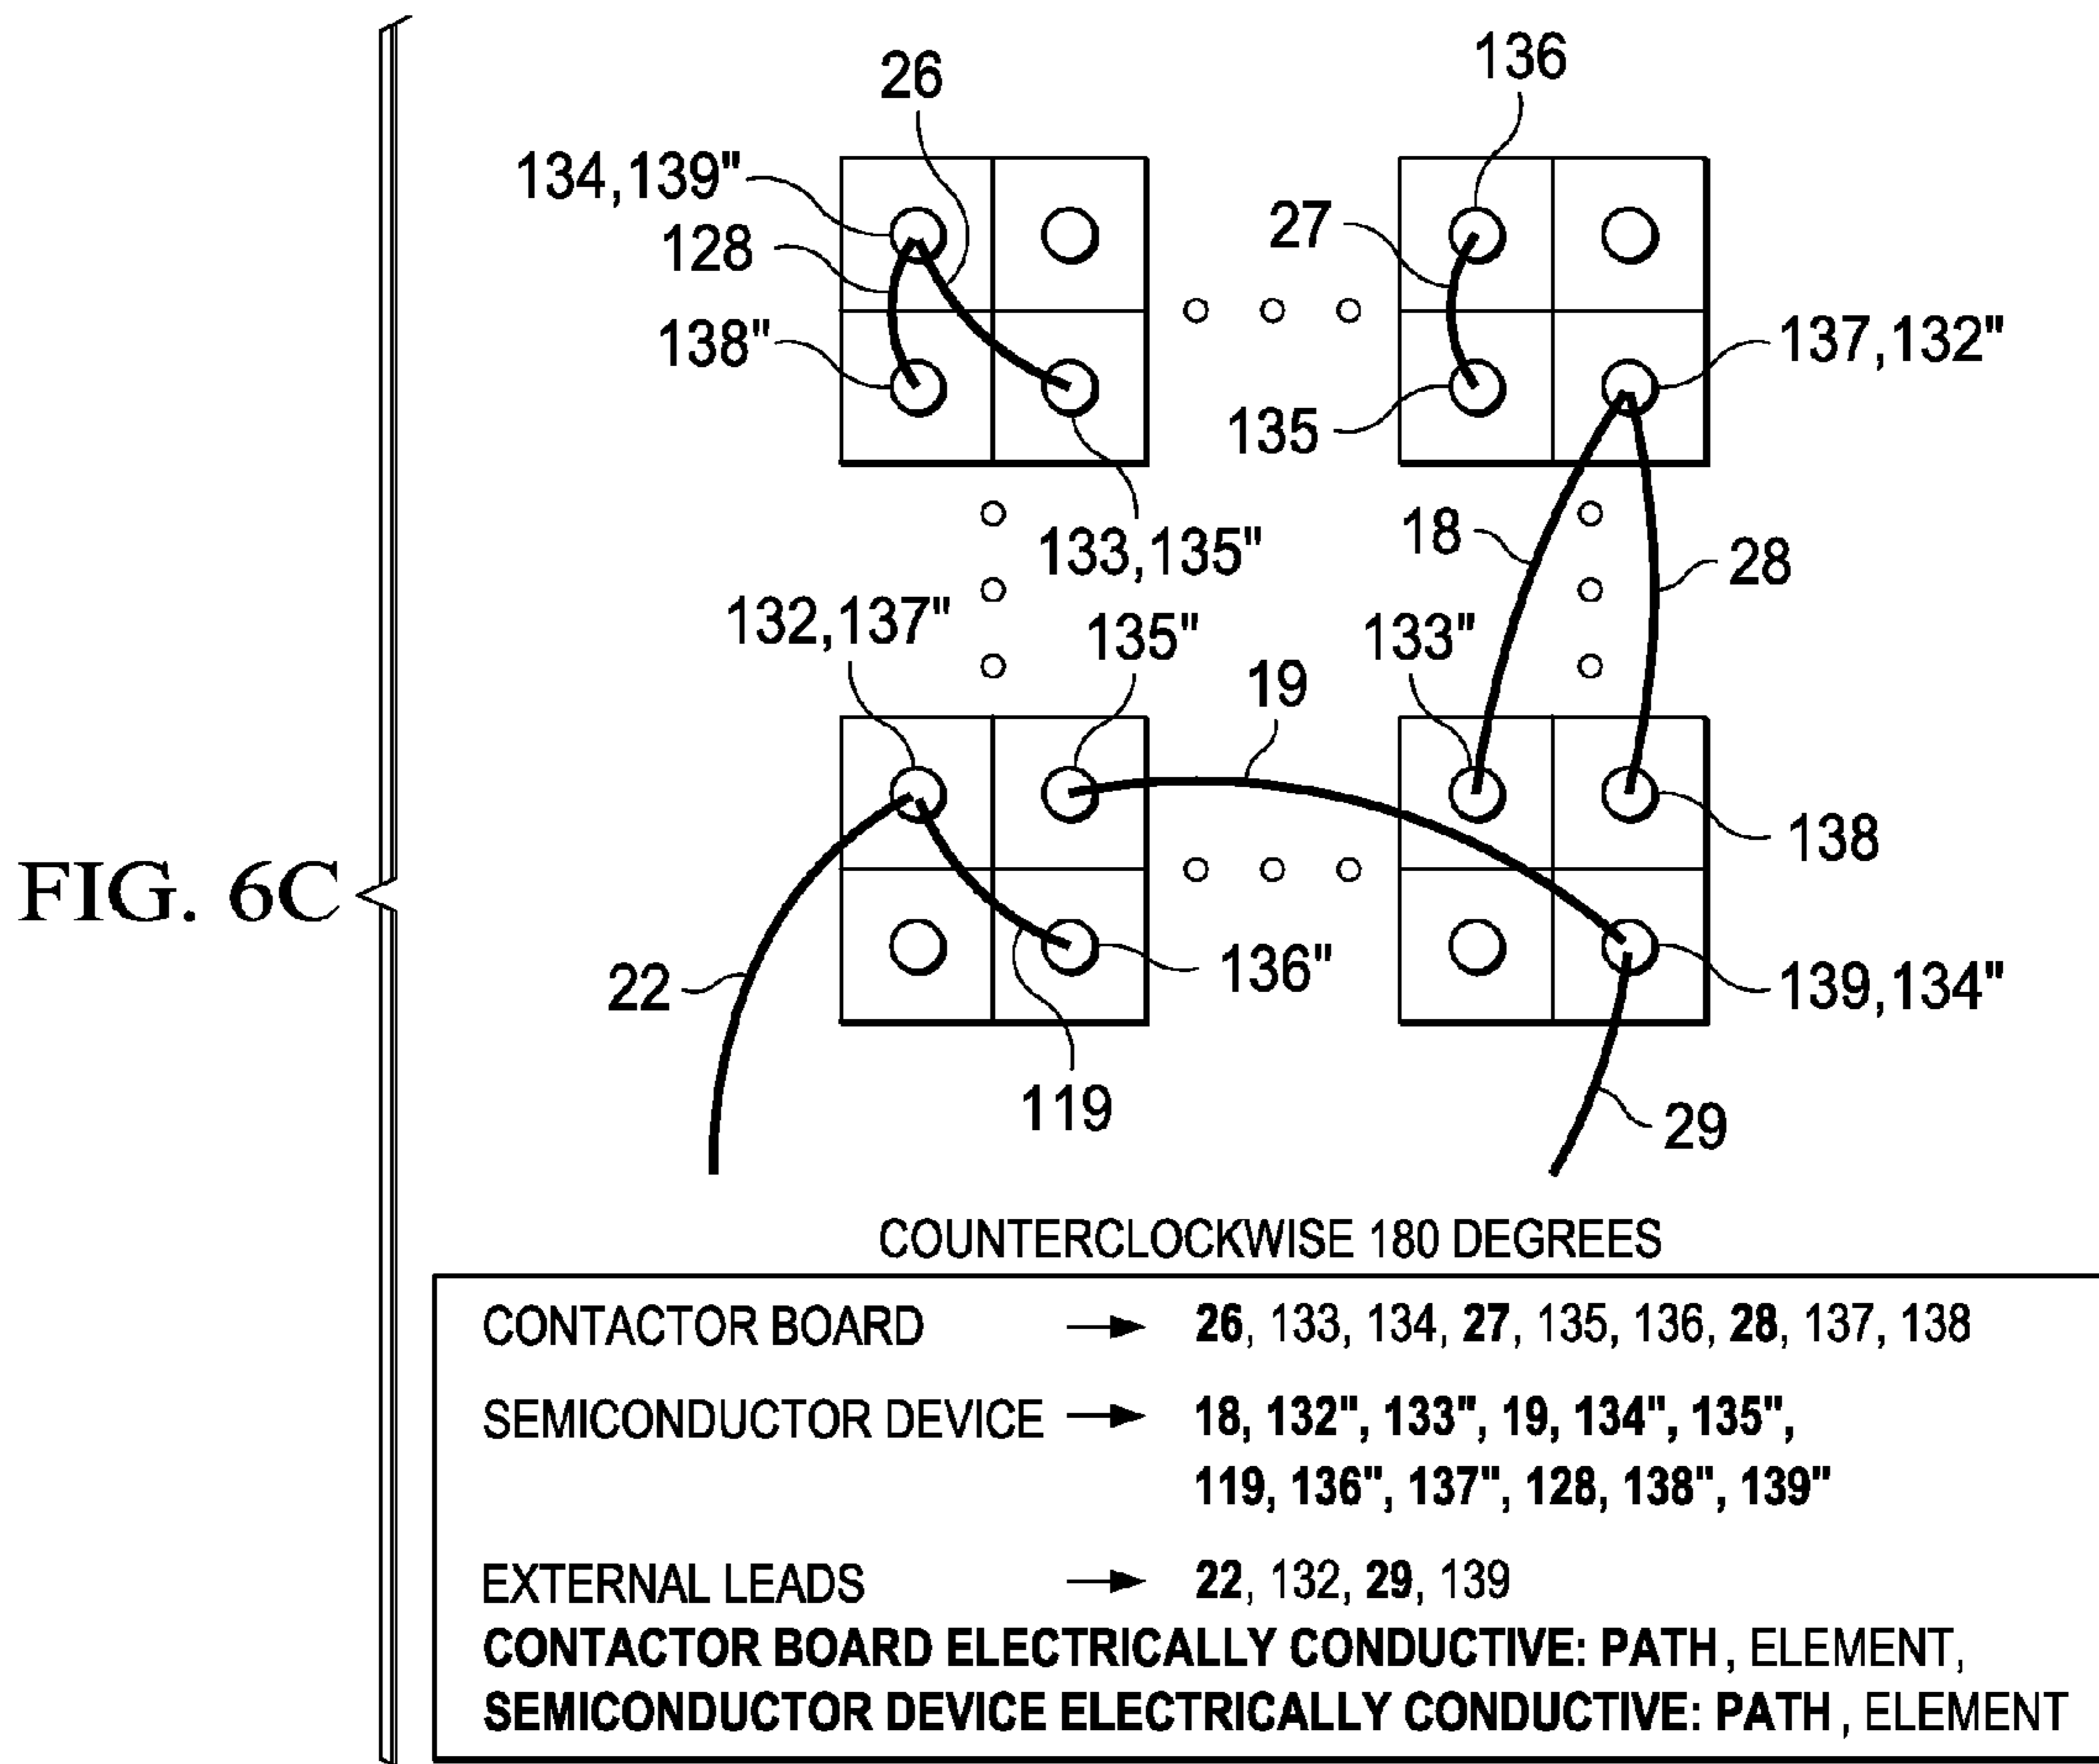 26
136
134,139"
128
27
138"
137,132"
135
133,135"
18
28
132,137"
135"
133"
19
138
FIG. 6C
22
136"
139,134"
119
29
COUNTERCLOCKWISE 180 DEGREES
CONTACTOR BOARD → 26, 133, 134, 27, 135, 136, 28, 137, 138
SEMICONDUCTOR DEVICE → 18, 132", 133", 19, 134", 135",
119, 136", 137", 128, 138", 139"
EXTERNAL LEADS → 22, 132, 29, 139
CONTACTOR BOARD ELECTRICALLY CONDUCTIVE: PATH, ELEMENT,
SEMICONDUCTOR DEVICE ELECTRICALLY CONDUCTIVE: PATH, ELEMENT